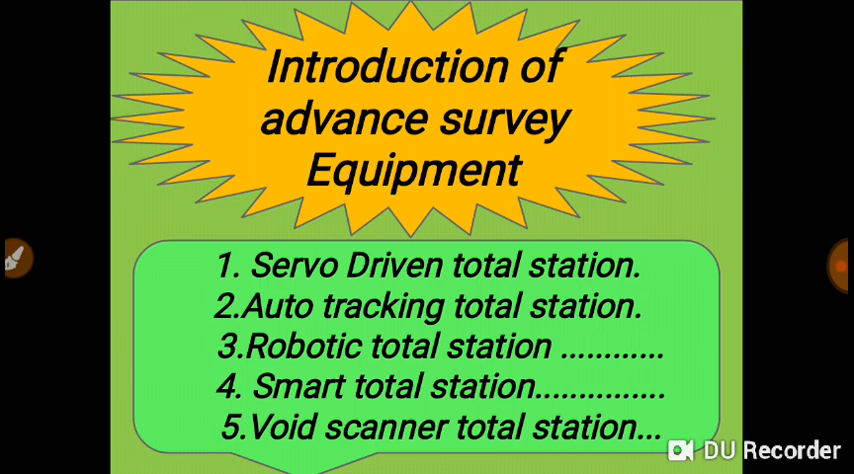 Introduction of
advance survey
Equipment
1. Servo Driven total station.
2.Auto tracking total station.
3.Robotic total station ............
4. Smart total station...............
5.Void scanner total station...
DU Recorder